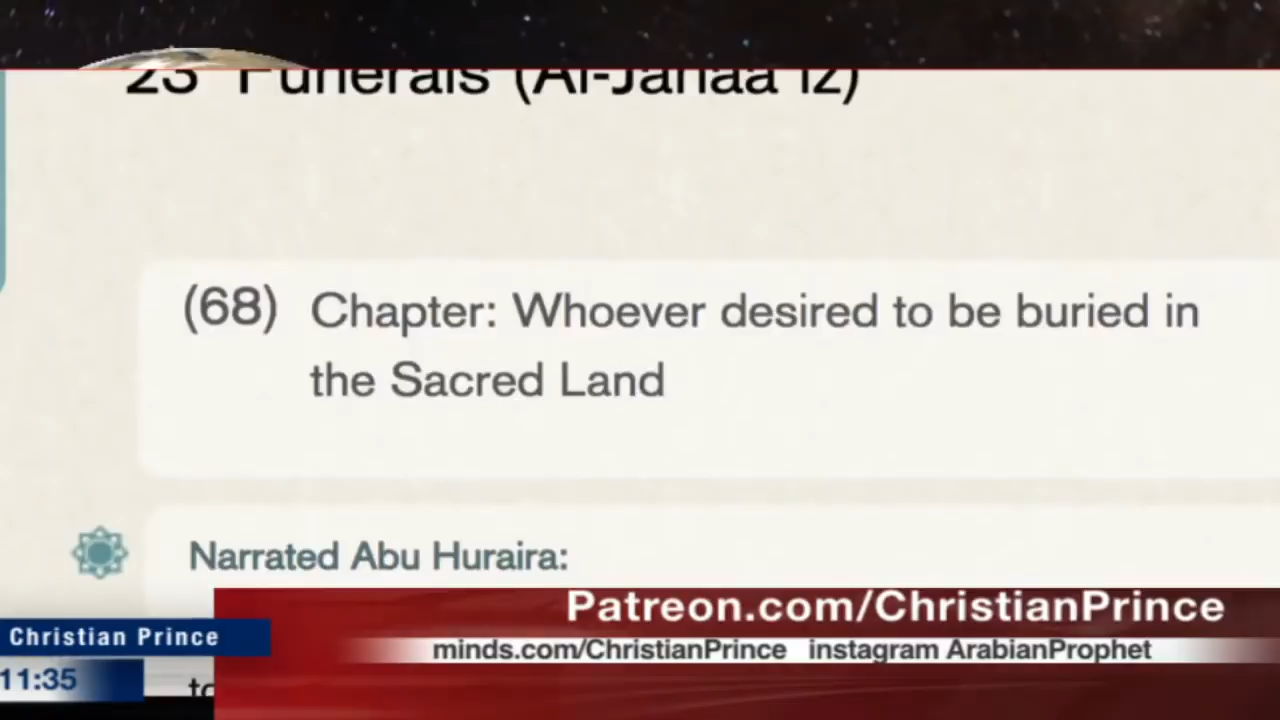 23 Funerals (Al-Janaa'iz)
(68) Chapter: Whoever desired to be buried in
the Sacred Land
Narrated Abu Huraira:
Patreon.com/ChristianPrince
Christian Prince
minds.com/ChristianPrince instagram ArabianProphet
11:35